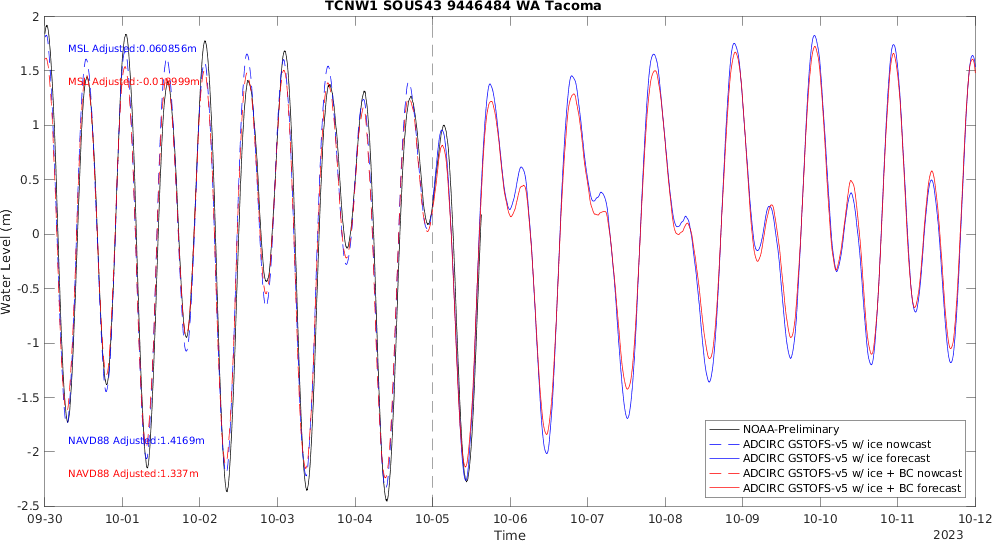 TCNW1 SOUS43 9446484 WA Tacoma
MSL Adjusted:0.060856m
MSL Adjusted:
NAVD88 Adjusted:1.4169m
NAVD88 Adjusted:1.337m
Water Level (m)
2
1.5
1
0.5
0
-0.5
-1
-1.5
-2
-2.5
NOAA-Preliminary
ADCIRC GSTOFS-v5 w/ ice nowcast
ADCIRC GSTOFS-v5 w/ ice forecast
ADCIRC GSTOFS-v5 w/ ice + BC nowcast
ADCIRC GSTOFS-v5 w/ ice + BC forecast
09-30 10-01 10-02 10-03 10-04 10-05 10-06 10-07 10-08 10-09 10-10 10-11 10-12
Time
2023